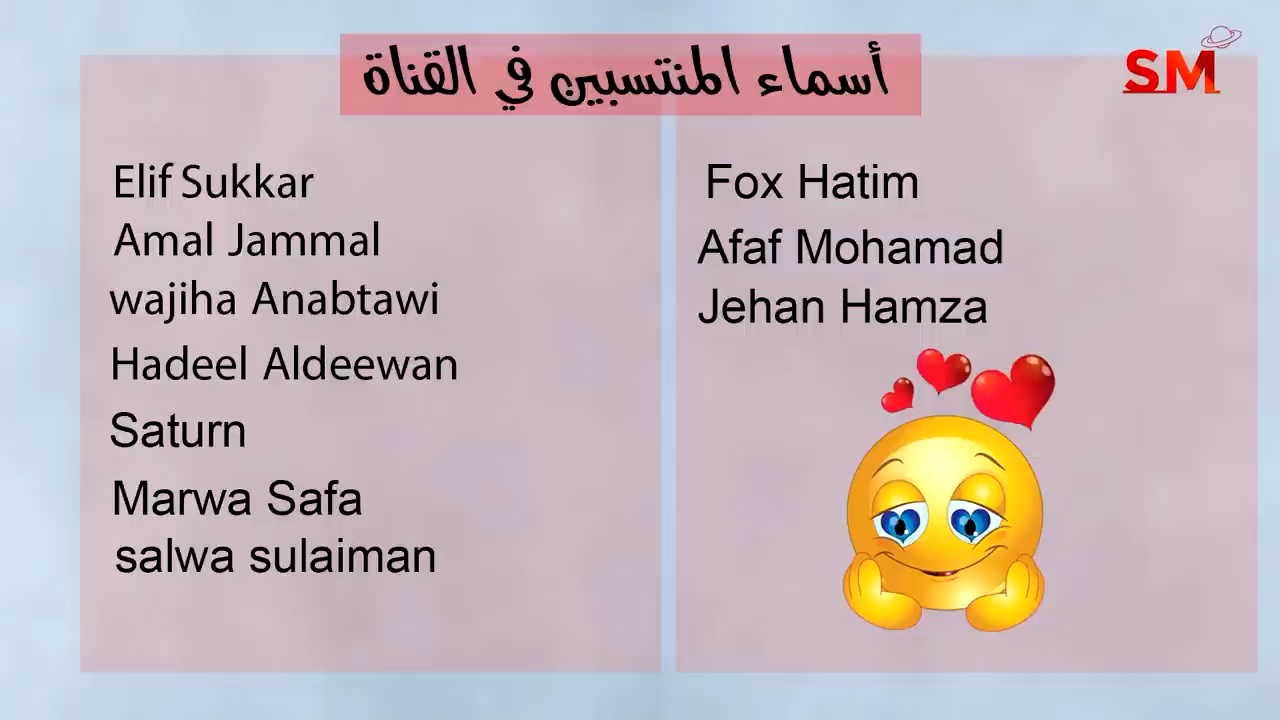 أسماء المنتسبين في القناة
SM
Elif Sukkar
Amal Jammal
wajiha Anabtawi
Hadeel Aldeewan
Saturn
Marwa Safa
salwa sulaiman
Fox Hatim
Afaf Mohamad
Jehan Hamza